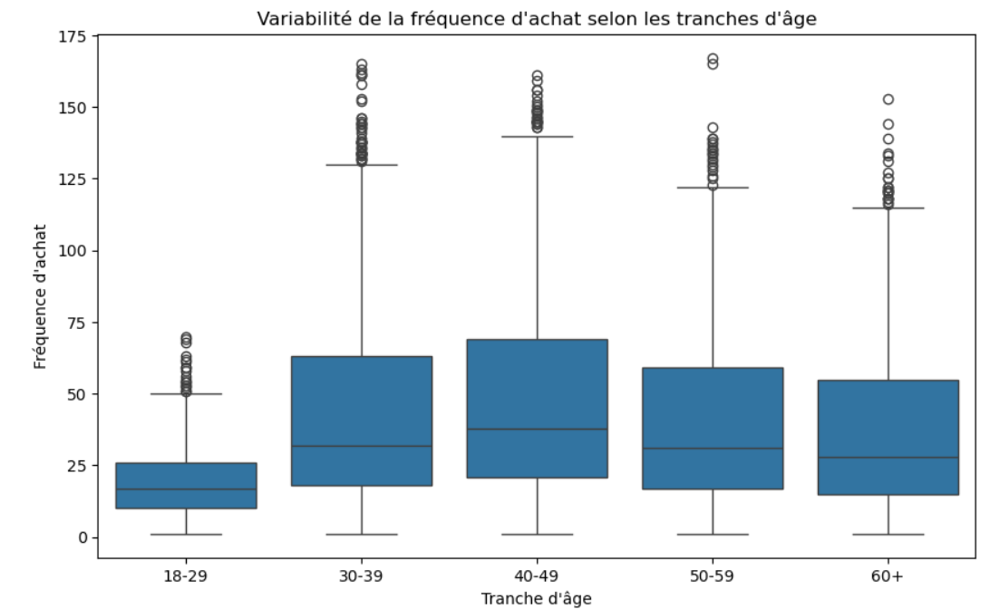 Variabilité de la fréquence d'achat selon les tranches d'âge
175
150
125
100
75
50
25
0
Fréquence d'achat
18-29 30-39 40-49 50-59 60+
Tranche d'âge